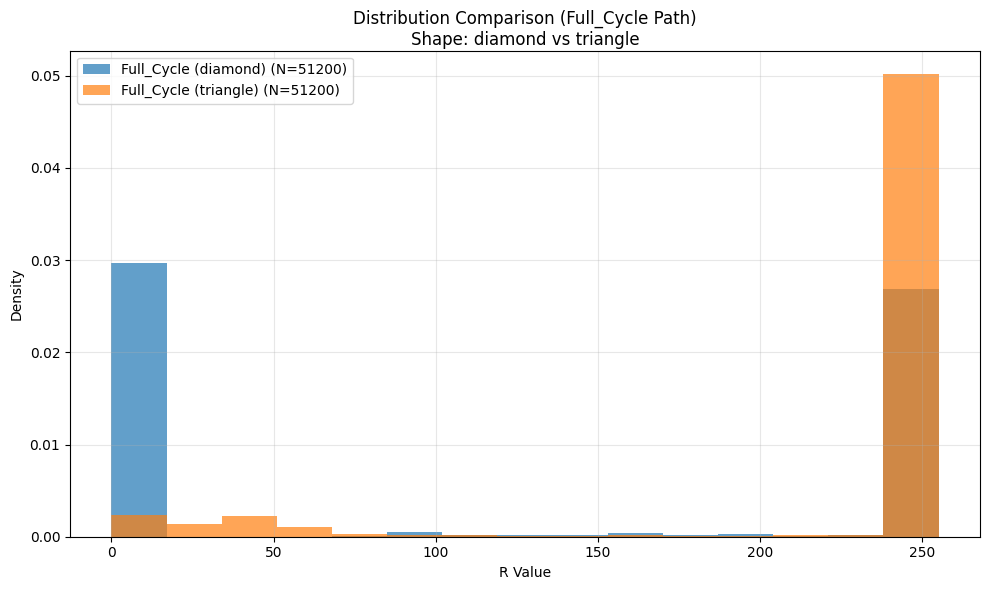 Distribution Comparison (Full_Cycle Path)
Shape: diamond vs triangle
Full_Cycle (diamond) (N=51200)
Full_Cycle (triangle) (N=51200)
Density
0.05
0.04
0.03
0.02
0.01
0.00
0 50 100 150 200 250
R Value